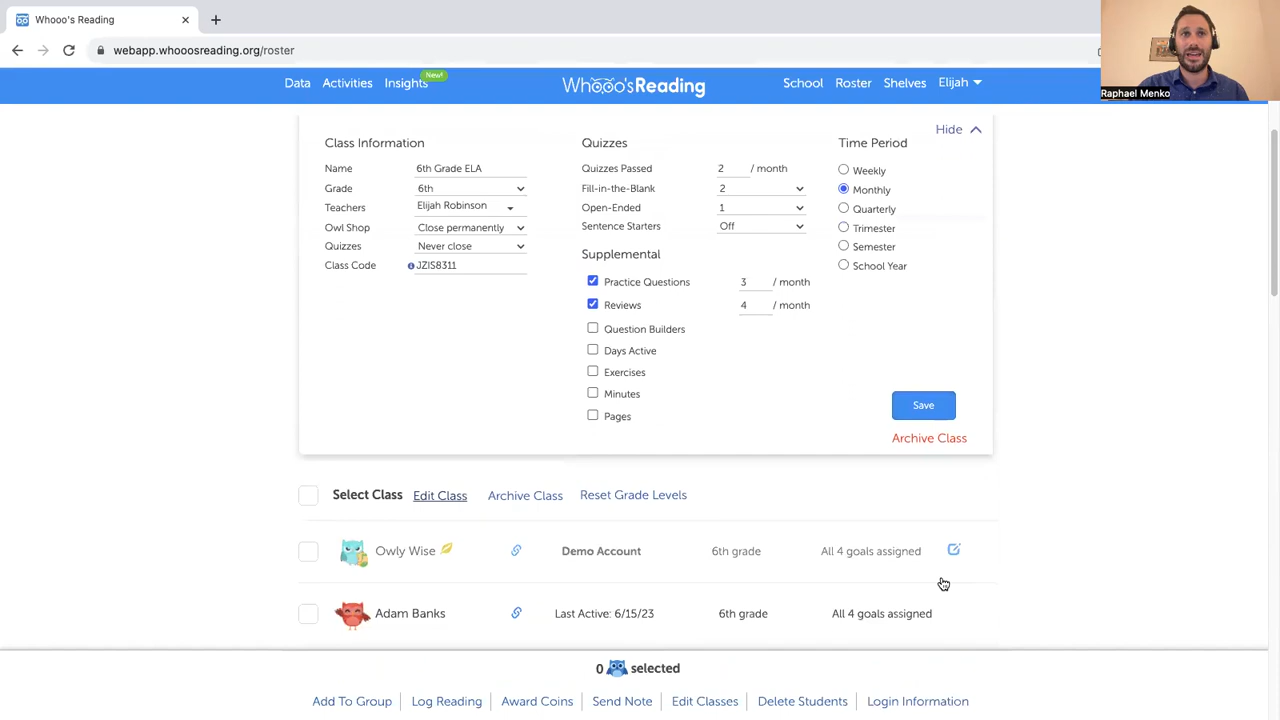 Whooo's Reading
webapp.whooosreading.org/roster
Raphael Menko
Data Activities Insights New! Whooo'sReading School Roster Shelves Elijah
Hide
Class Information
Name 6th Grade ELA
Grade 6th
Teachers Elijah Robinson
Owl Shop Close permanently
Quizzes Never close
Class Code JZIS8311
Quizzes
Quizzes Passed 2 / month
Fill-in-the-Blank 2
Open-Ended 1
Sentence Starters Off
Supplemental
Practice Questions 3 / month
Reviews 4 / month
Question Builders
Days Active
Exercises
Minutes
Pages
Time Period
Weekly
Monthly
Quarterly
Trimester
Semester
School Year
Save
Archive Class
Select Class Edit Class Archive Class Reset Grade Levels
Owly Wise Demo Account 6th grade All 4 goals assigned
Adam Banks Last Active: 6/15/23 6th grade All 4 goals assigned
0 selected
Add To Group Log Reading Award Coins Send Note Edit Classes Delete Students Login Information